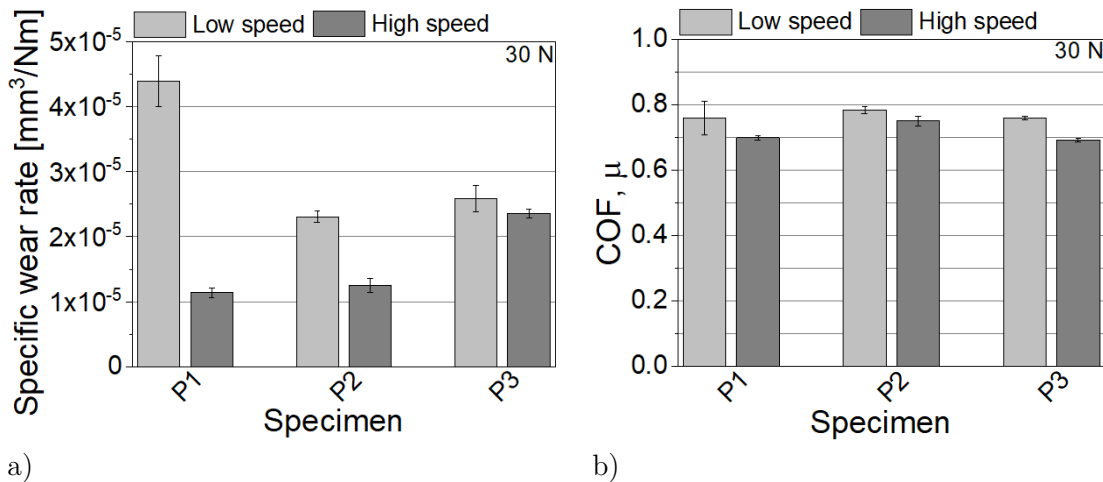 Low speed High speed
30 N
Specific wear rate [mm³/Nm]
5x10⁻⁵
4x10⁻⁵
3x10⁻⁵
2x10⁻⁵
1x10⁻⁵
0
P1 P2 P3
Specimen
a)
Low speed High speed
30 N
COF, μ
1.0
0.8
0.6
0.4
0.2
0.0
P1 P2 P3
Specimen
b)